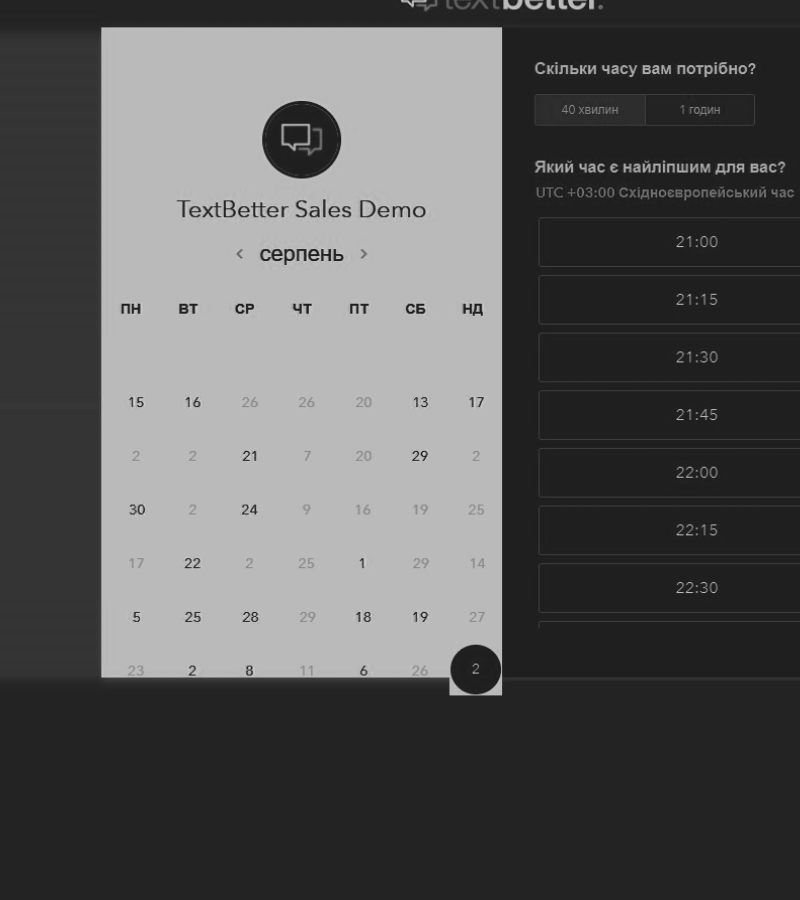 textbetter.
TextBetter Sales Demo
< серпень >
ПН ВТ СР ЧТ ПТ СБ НД
15 16 26 26 20 13 17
2 2 21 7 20 29 2
30 2 24 9 16 19 25
17 22 2 25 1 29 14
5 25 28 29 18 19 27
23 2 8 11 6 26 2
Скільки часу вам потрібно?
40 хвилин 1 годин
Який час є найліпшим для вас?
UTC +03:00 Східноєвропейський час
21:00
21:15
21:30
21:45
22:00
22:15
22:30